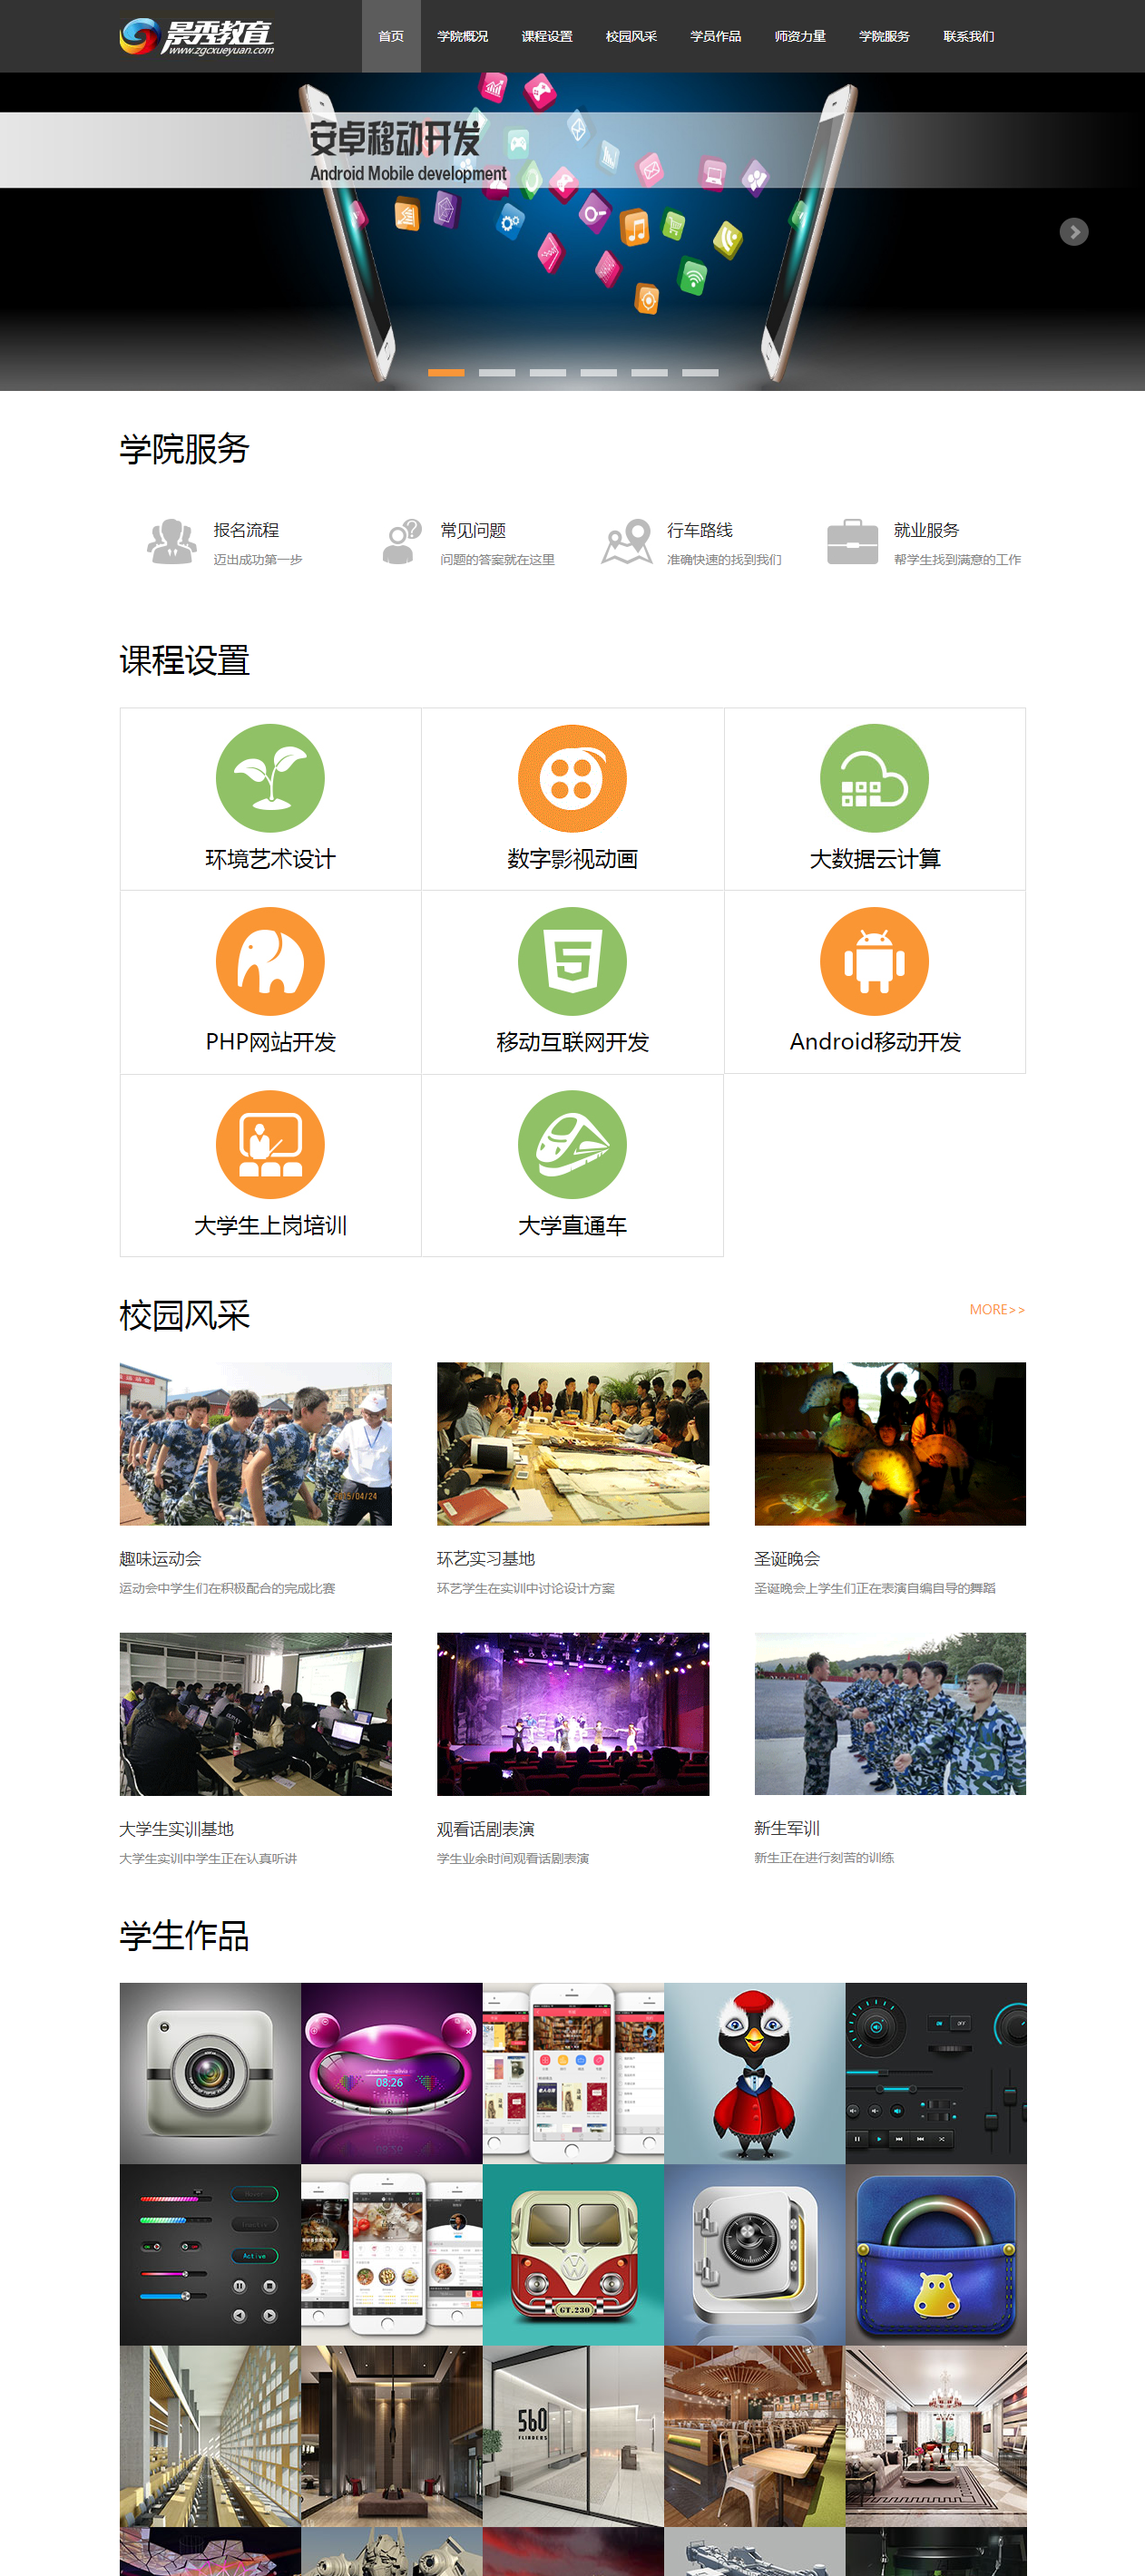 景秀教育
www.zgcxueyuan.com
首页 学院概况 课程设置 校园风采 学员作品 师资力量 学院服务 联系我们
安卓移动开发
Android Mobile development
学院服务
报名流程
迈出成功第一步
常见问题
问题的答案就在这里
行车路线
准确快速的找到我们
就业服务
帮学生找到满意的工作
课程设置
环境艺术设计
数字影视动画
大数据云计算
PHP网站开发
移动互联网开发
Android移动开发
大学生上岗培训
大学直通车
校园风采
MORE>>
2015/04/24
趣味运动会
运动会中学生们在积极配合的完成比赛
环艺实习基地
环艺学生在实训中讨论设计方案
圣诞晚会
圣诞晚会上学生们正在表演自编自导的舞蹈
大学生实训基地
大学生实训中学生正在认真听讲
观看话剧表演
学生业余时间观看话剧表演
新生军训
新生正在进行刻苦的训练
学生作品
08:26
ON OFF
Active
GT.230
560
FLINDERS